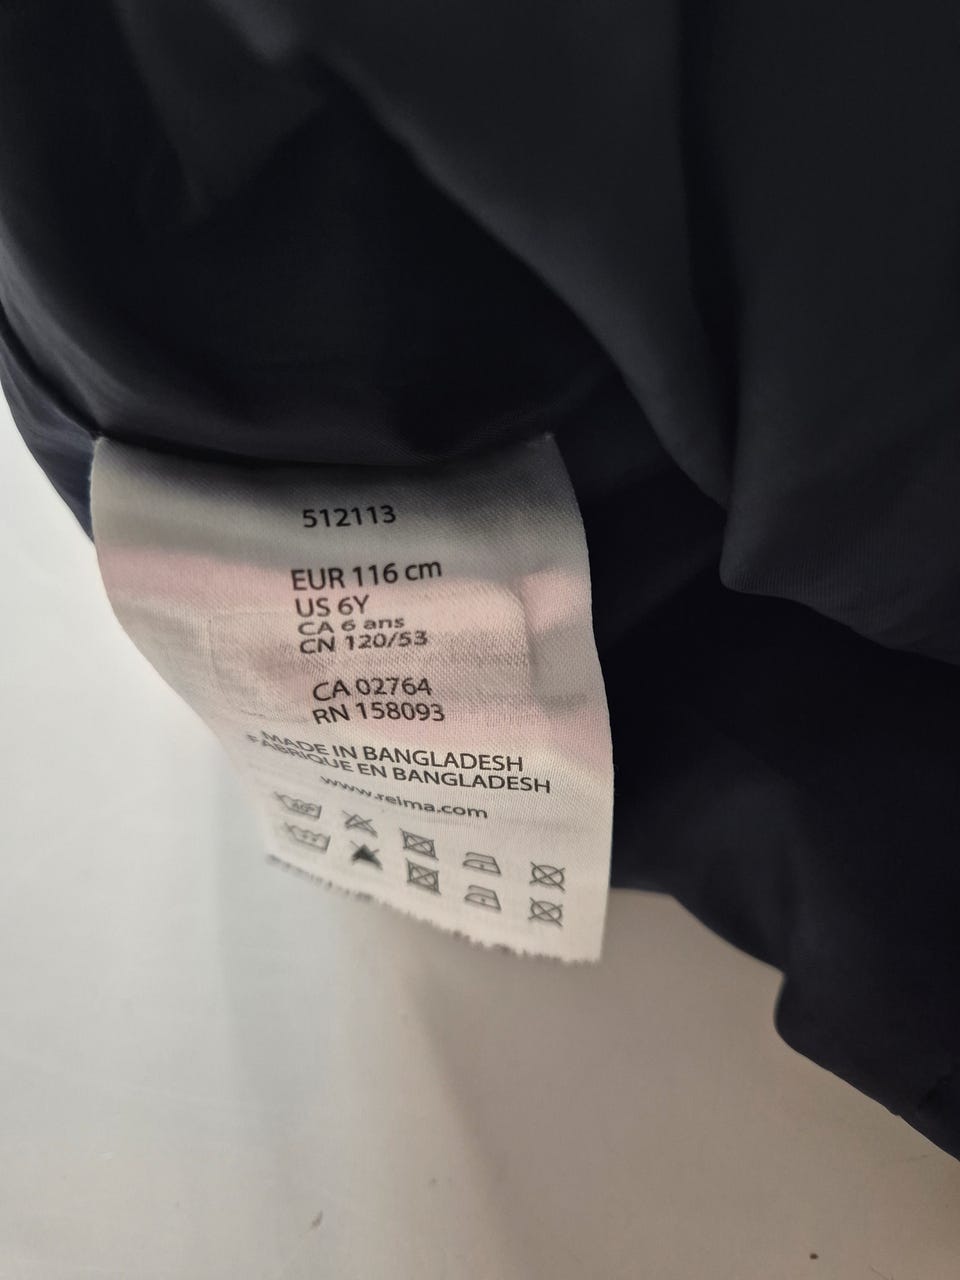 512113
EUR 116 cm
US 6Y
CA 6 ans
CN 120/53
CA 02764
RN 158093
MADE IN BANGLADESH
FABRIQUE EN BANGLADESH
www.reima.com